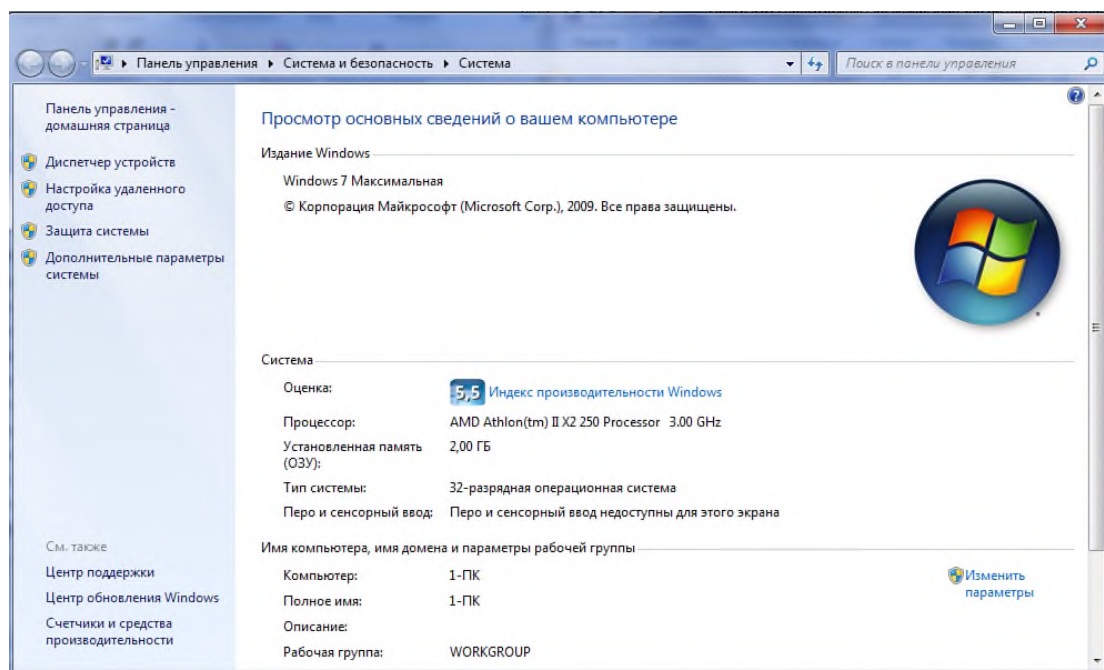 Панель управления ▸ Система и безопасность ▸ Система
Поиск в панели управления
Панель управления -
домашняя страница
Диспетчер устройств
Настройка удаленного
доступа
Защита системы
Дополнительные параметры
системы
См. также
Центр поддержки
Центр обновления Windows
Счетчики и средства
производительности
Просмотр основных сведений о вашем компьютере
Издание Windows
Windows 7 Максимальная
© Корпорация Майкрософт (Microsoft Corp.), 2009. Все права защищены.
Система
Оценка: 5,5 Индекс производительности Windows
Процессор: AMD Athlon(tm) II X2 250 Processor 3.00 GHz
Установленная память 2,00 ГБ
(ОЗУ):
Тип системы: 32-разрядная операционная система
Перо и сенсорный ввод: Перо и сенсорный ввод недоступны для этого экрана
Имя компьютера, имя домена и параметры рабочей группы
Компьютер: 1-ПК
Изменить
параметры
Полное имя: 1-ПК
Описание:
Рабочая группа: WORKGROUP